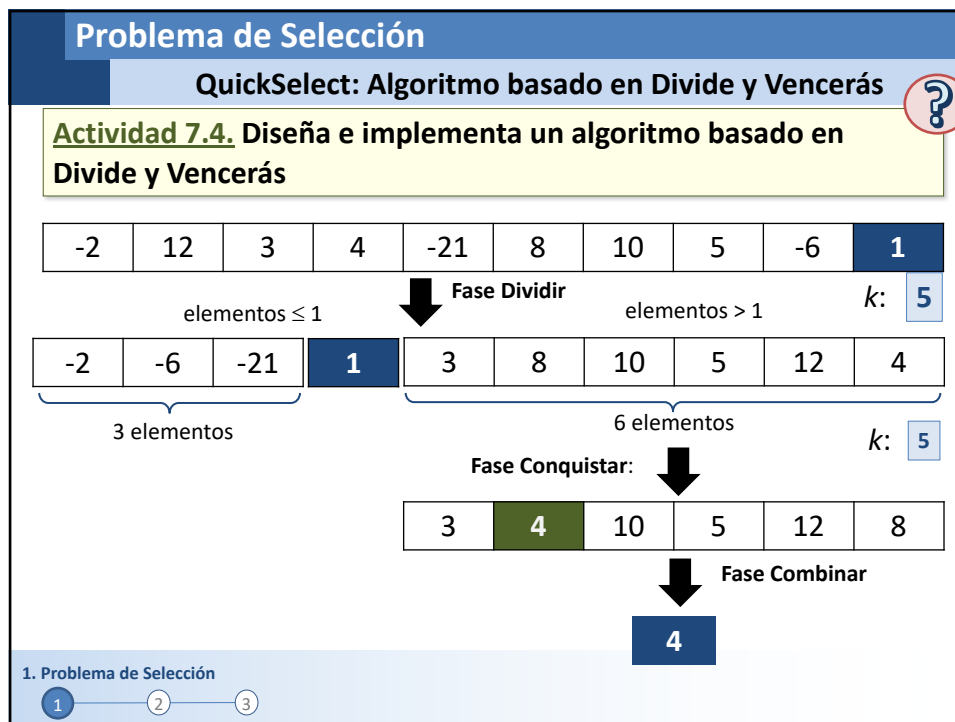 Problema de Selección
QuickSelect: Algoritmo basado en Divide y Vencerás
?
Actividad 7.4. Diseña e implementa un algoritmo basado en
Divide y Vencerás
-2 12 3 4 -21 8 10 5 -6 1
Fase Dividir
k: 5
elementos ≤ 1
elementos > 1
-2 -6 -21 1 3 8 10 5 12 4
3 elementos
6 elementos
k: 5
Fase Conquistar:
3 4 10 5 12 8
Fase Combinar
4
1. Problema de Selección
1 2 3